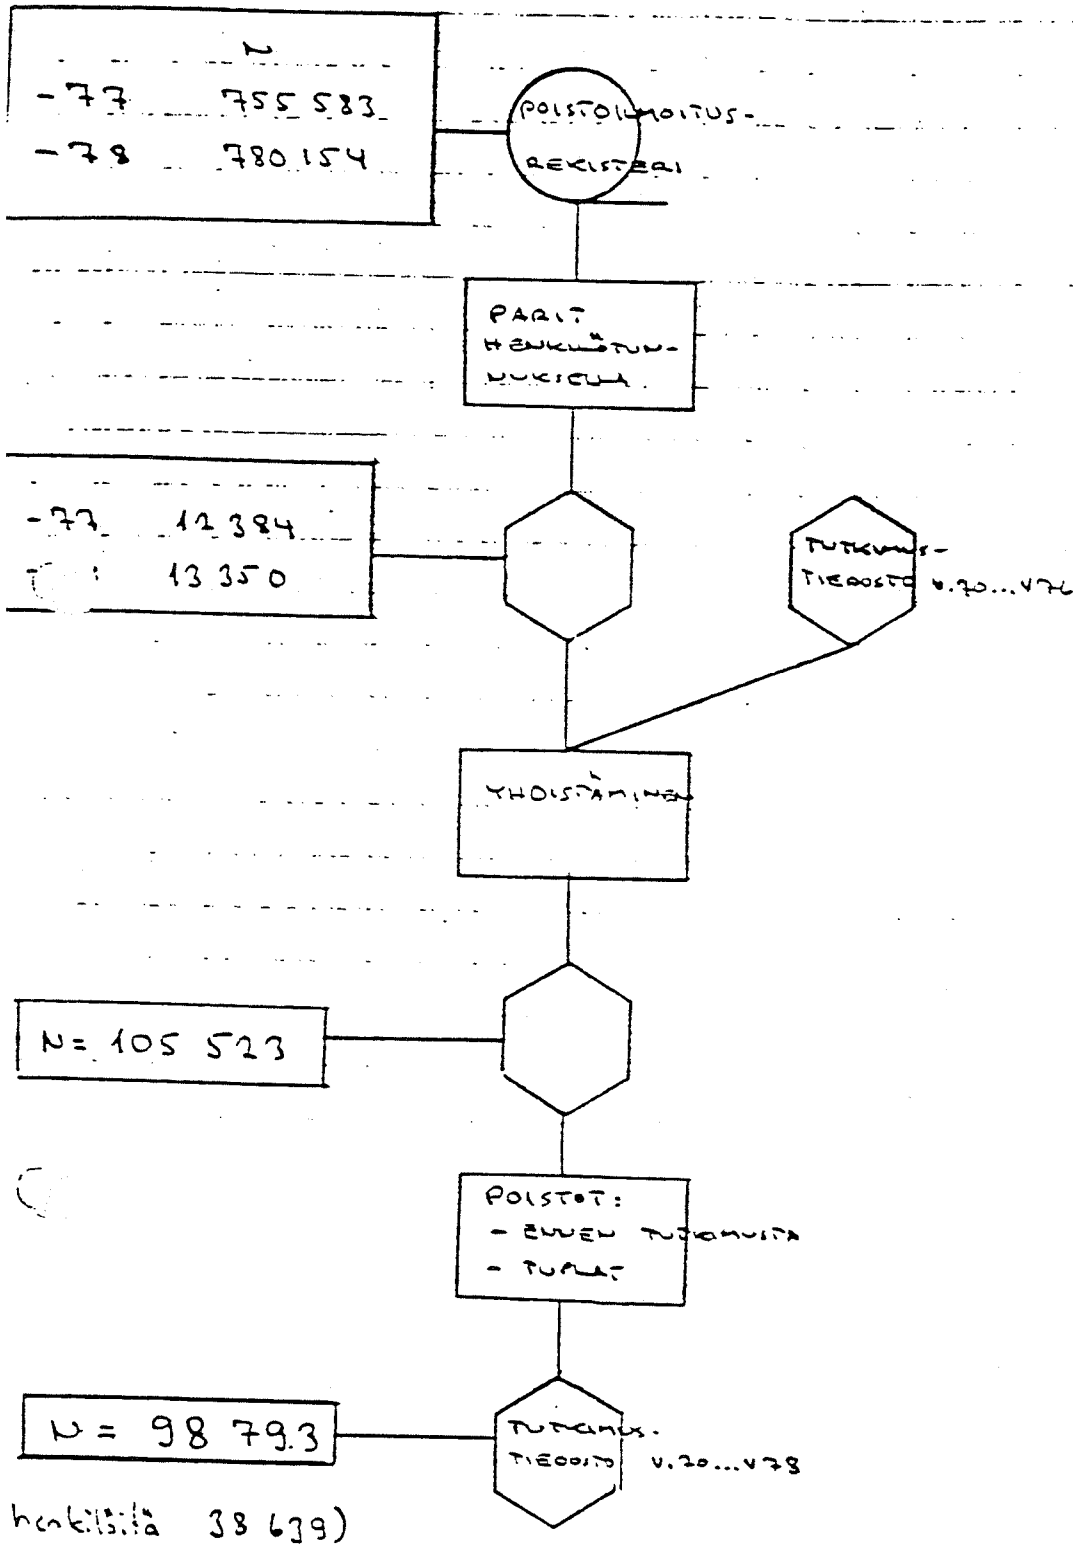 N
-77 755 583
-78 780 154
POISTOILMOITUS-
REKISTERI
PARIT
HENKILÖTUN-
NUKSELLA
-77 12 384
13 350
TUTKIMUS-
TIEDOSTO V.70...V76
YHDISTÄMINEN
N= 105 523
POISTOT:
- ENNEN TUTKIMUSTA
- TUPLAT
N = 98 793
TUTKIMUS-
TIEDOSTO V.70...V78
henkilöitä 38 639)